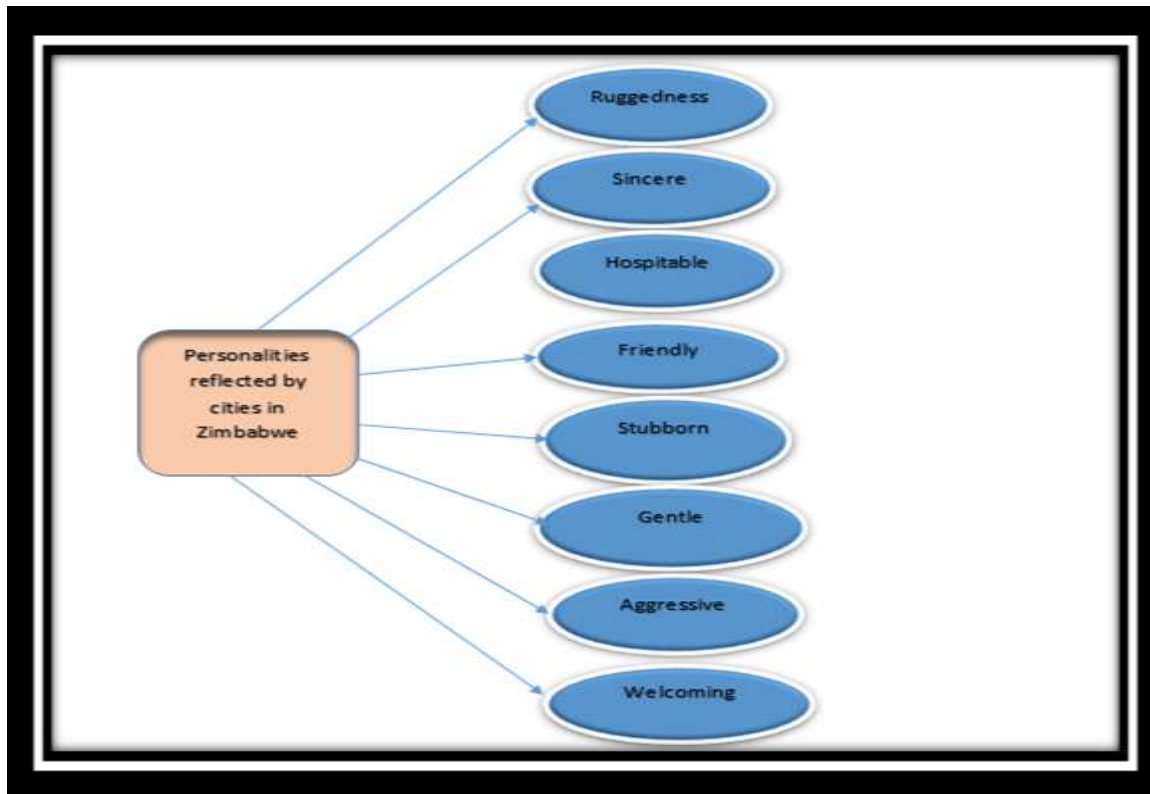 Personalities
reflected by
cities in
Zimbabwe
Ruggedness
Sincere
Hospitable
Friendly
Stubborn
Gentle
Aggressive
Welcoming